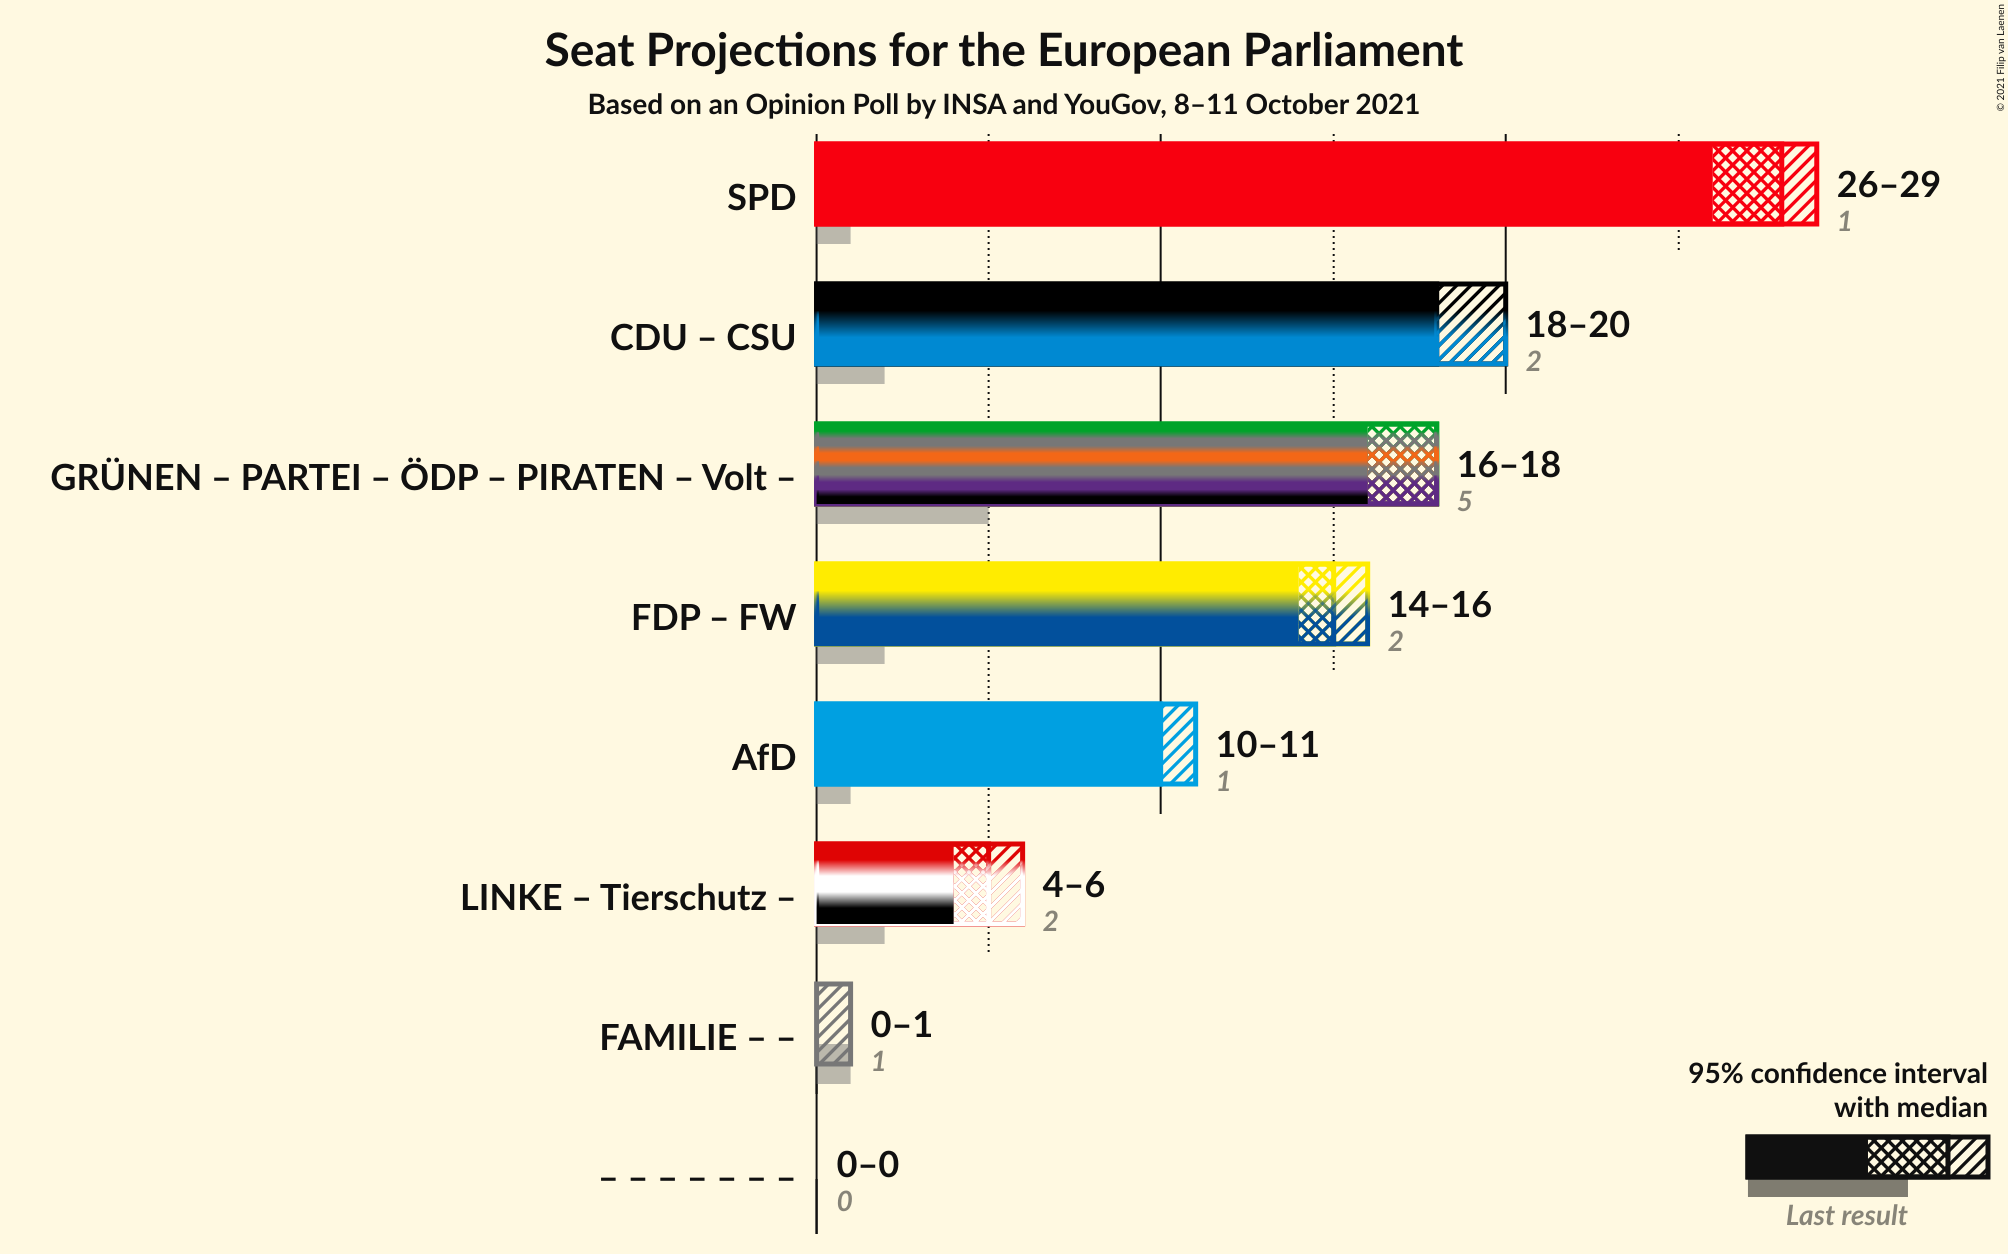 Seat Projections for the European Parliament
Based on an Opinion Poll by INSA and YouGov, 8–11 October 2021
© 2021 Filip van Laenen
SPD
26–29
1
CDU – CSU
18–20
2
GRÜNEN – PARTEI – ÖDP – PIRATEN – Volt –
16–18
5
FDP – FW
14–16
2
AfD
10–11
1
LINKE – Tierschutz –
4–6
2
FAMILIE – –
0–1
1
– – – – – – –
0–0
0
95% confidence interval
with median
Last result